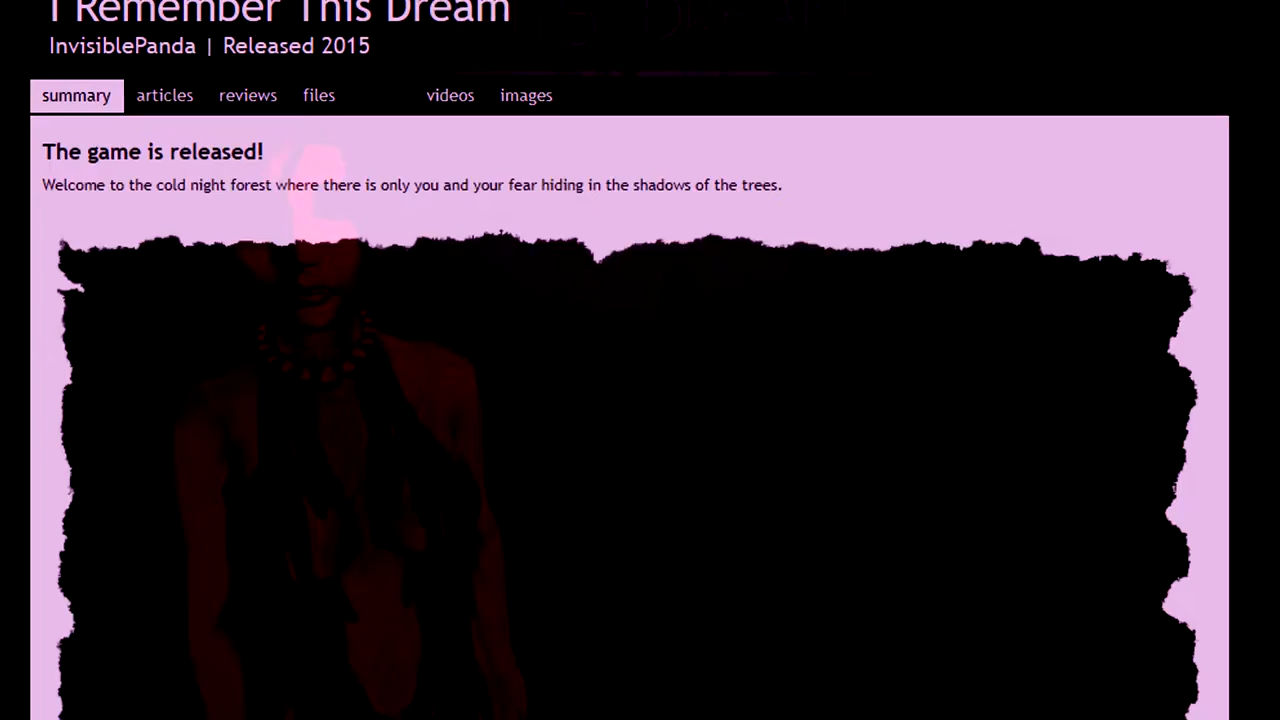 I Remember This Dream
InvisiblePanda | Released 2015
summary articles reviews files videos images
The game is released!
Welcome to the cold night forest where there is only you and your fear hiding in the shadows of the trees.